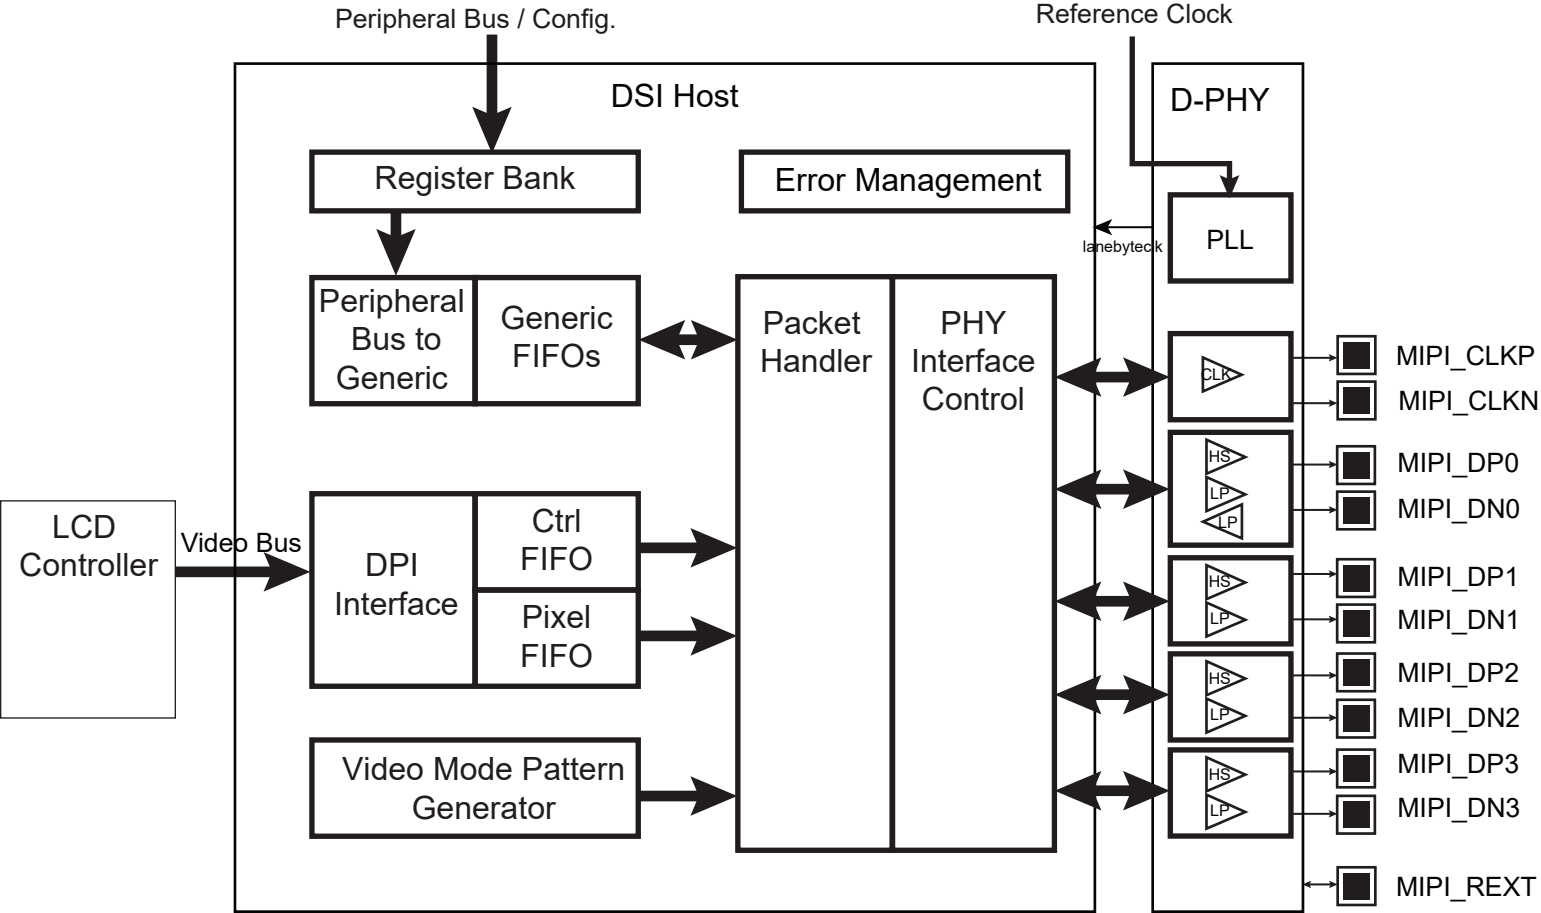 Peripheral Bus / Config.
Reference Clock
DSI Host
D-PHY
Register Bank
Error Management
PLL
lanebyteclk
Peripheral
Bus to
Generic
Generic
FIFOs
Packet
Handler
PHY
Interface
Control
CLK
MIPI_CLKP
MIPI_CLKN
HS
LP
LP
MIPI_DP0
MIPI_DN0
LCD
Controller
Video Bus
DPI
Interface
Ctrl
FIFO
Pixel
FIFO
HS
LP
MIPI_DP1
MIPI_DN1
HS
LP
MIPI_DP2
MIPI_DN2
Video Mode Pattern
Generator
HS
LP
MIPI_DP3
MIPI_DN3
MIPI_REXT